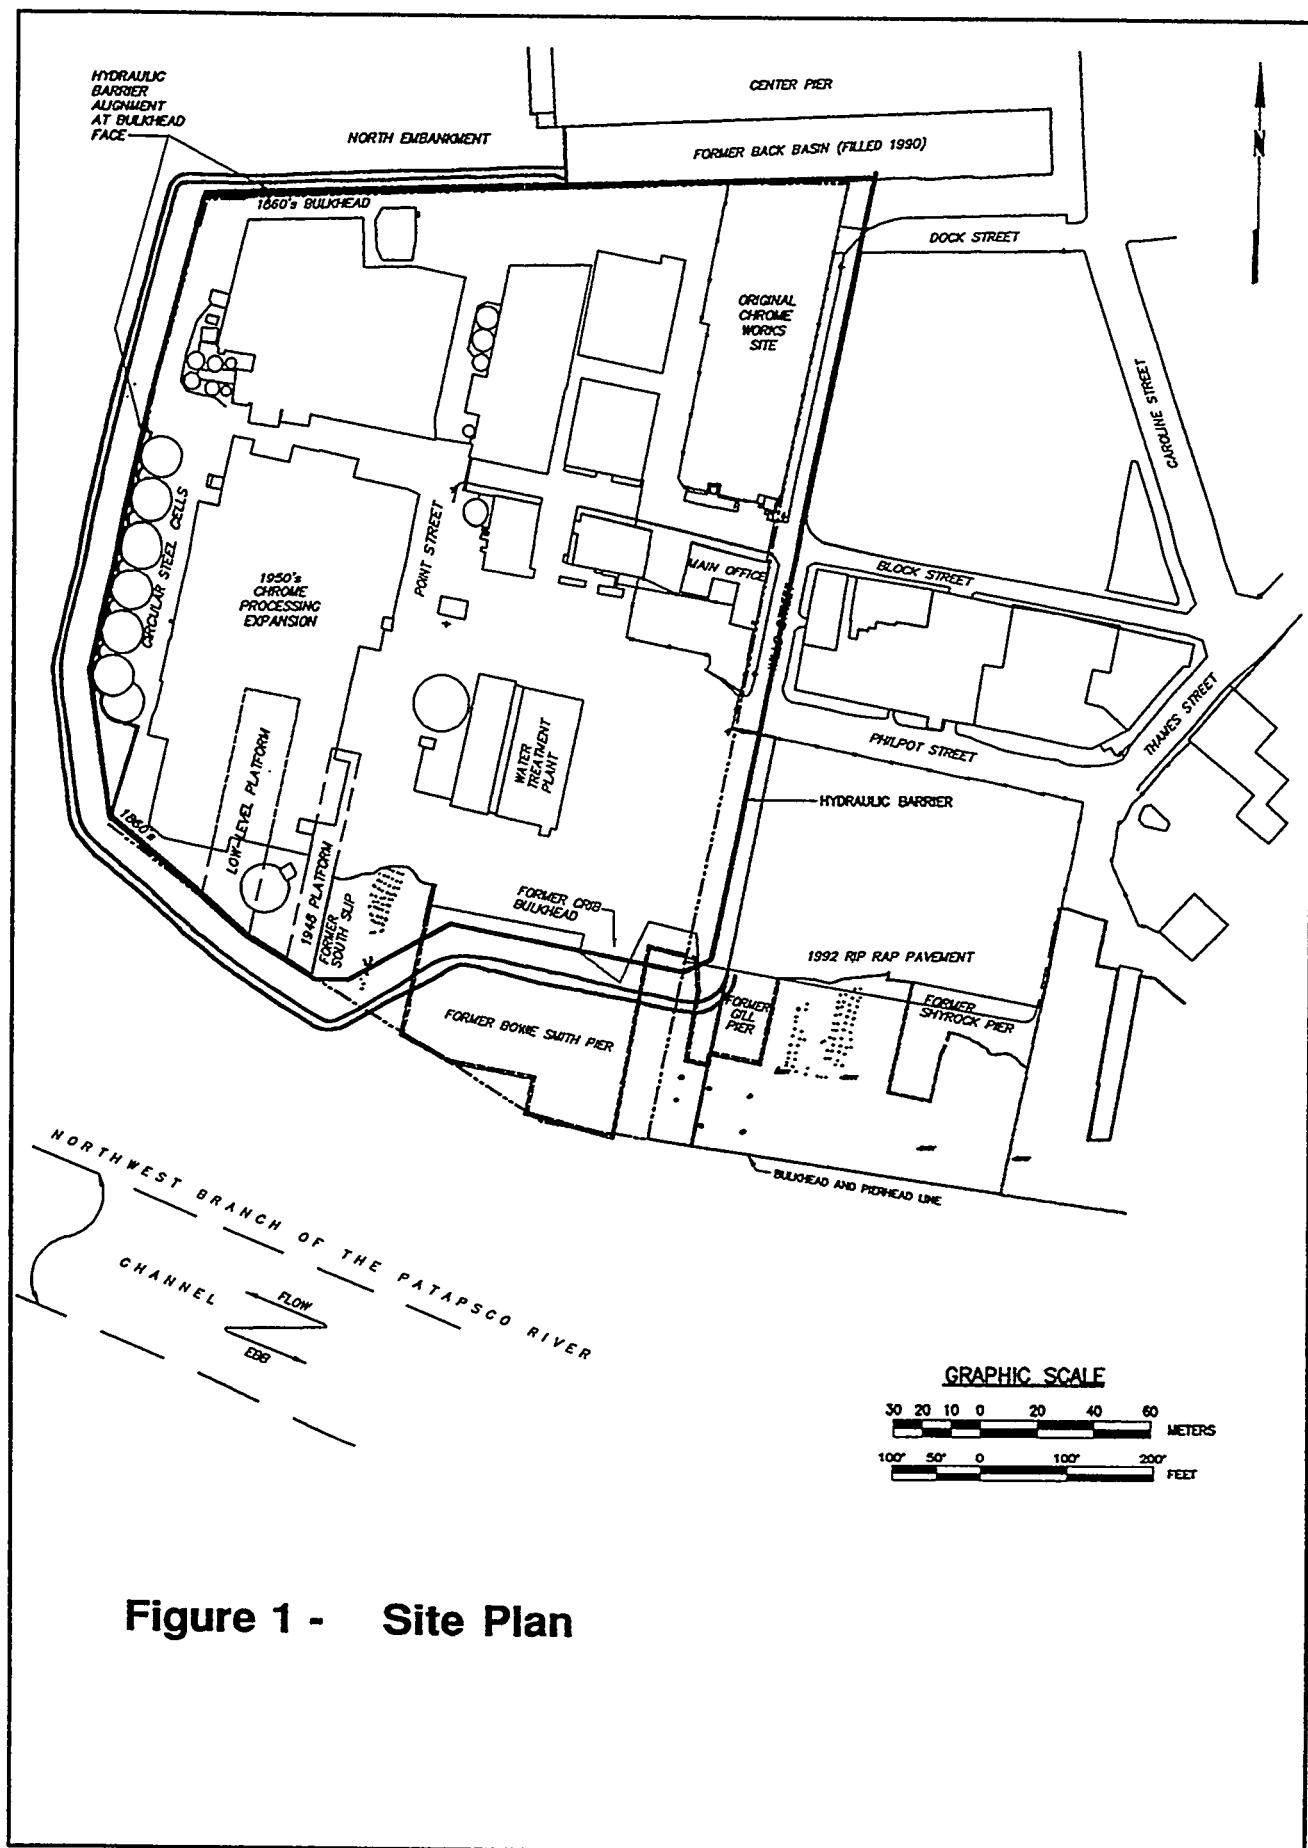 HYDRAULIC
BARRIER
ALIGNMENT
AT BULKHEAD
FACE
NORTH EMBANKMENT
CENTER PIER
FORMER BACK BASIN (FILLED 1990)
N
1860's BULKHEAD
DOCK STREET
ORIGINAL
CHROME
WORKS
SITE
CAROLINE STREET
CIRCULAR STEEL CELLS
POINT STREET
1950's
CHROME
PROCESSING
EXPANSION
MAIN OFFICE
BLOCK STREET
WILLS STREET
THAMES STREET
PHILPOT STREET
WATER
TREATMENT
PLANT
HYDRAULIC BARRIER
1860's
LOW-LEVEL PLATFORM
1948 PLATFORM
FORMER
SOUTH SLIP
FORMER CRIB
BULKHEAD
1992 RIP RAP PAVEMENT
FORMER BOWIE SMITH PIER
FORMER
GILL
PIER
FORMER
SHYROCK PIER
BULKHEAD AND PIERHEAD LINE
NORTHWEST BRANCH OF THE PATAPSCO RIVER
CHANNEL
FLOW
EBB
GRAPHIC SCALE
30 20 10 0 20 40 60
METERS
100' 50' 0 100' 200'
FEET
Figure 1 - Site Plan